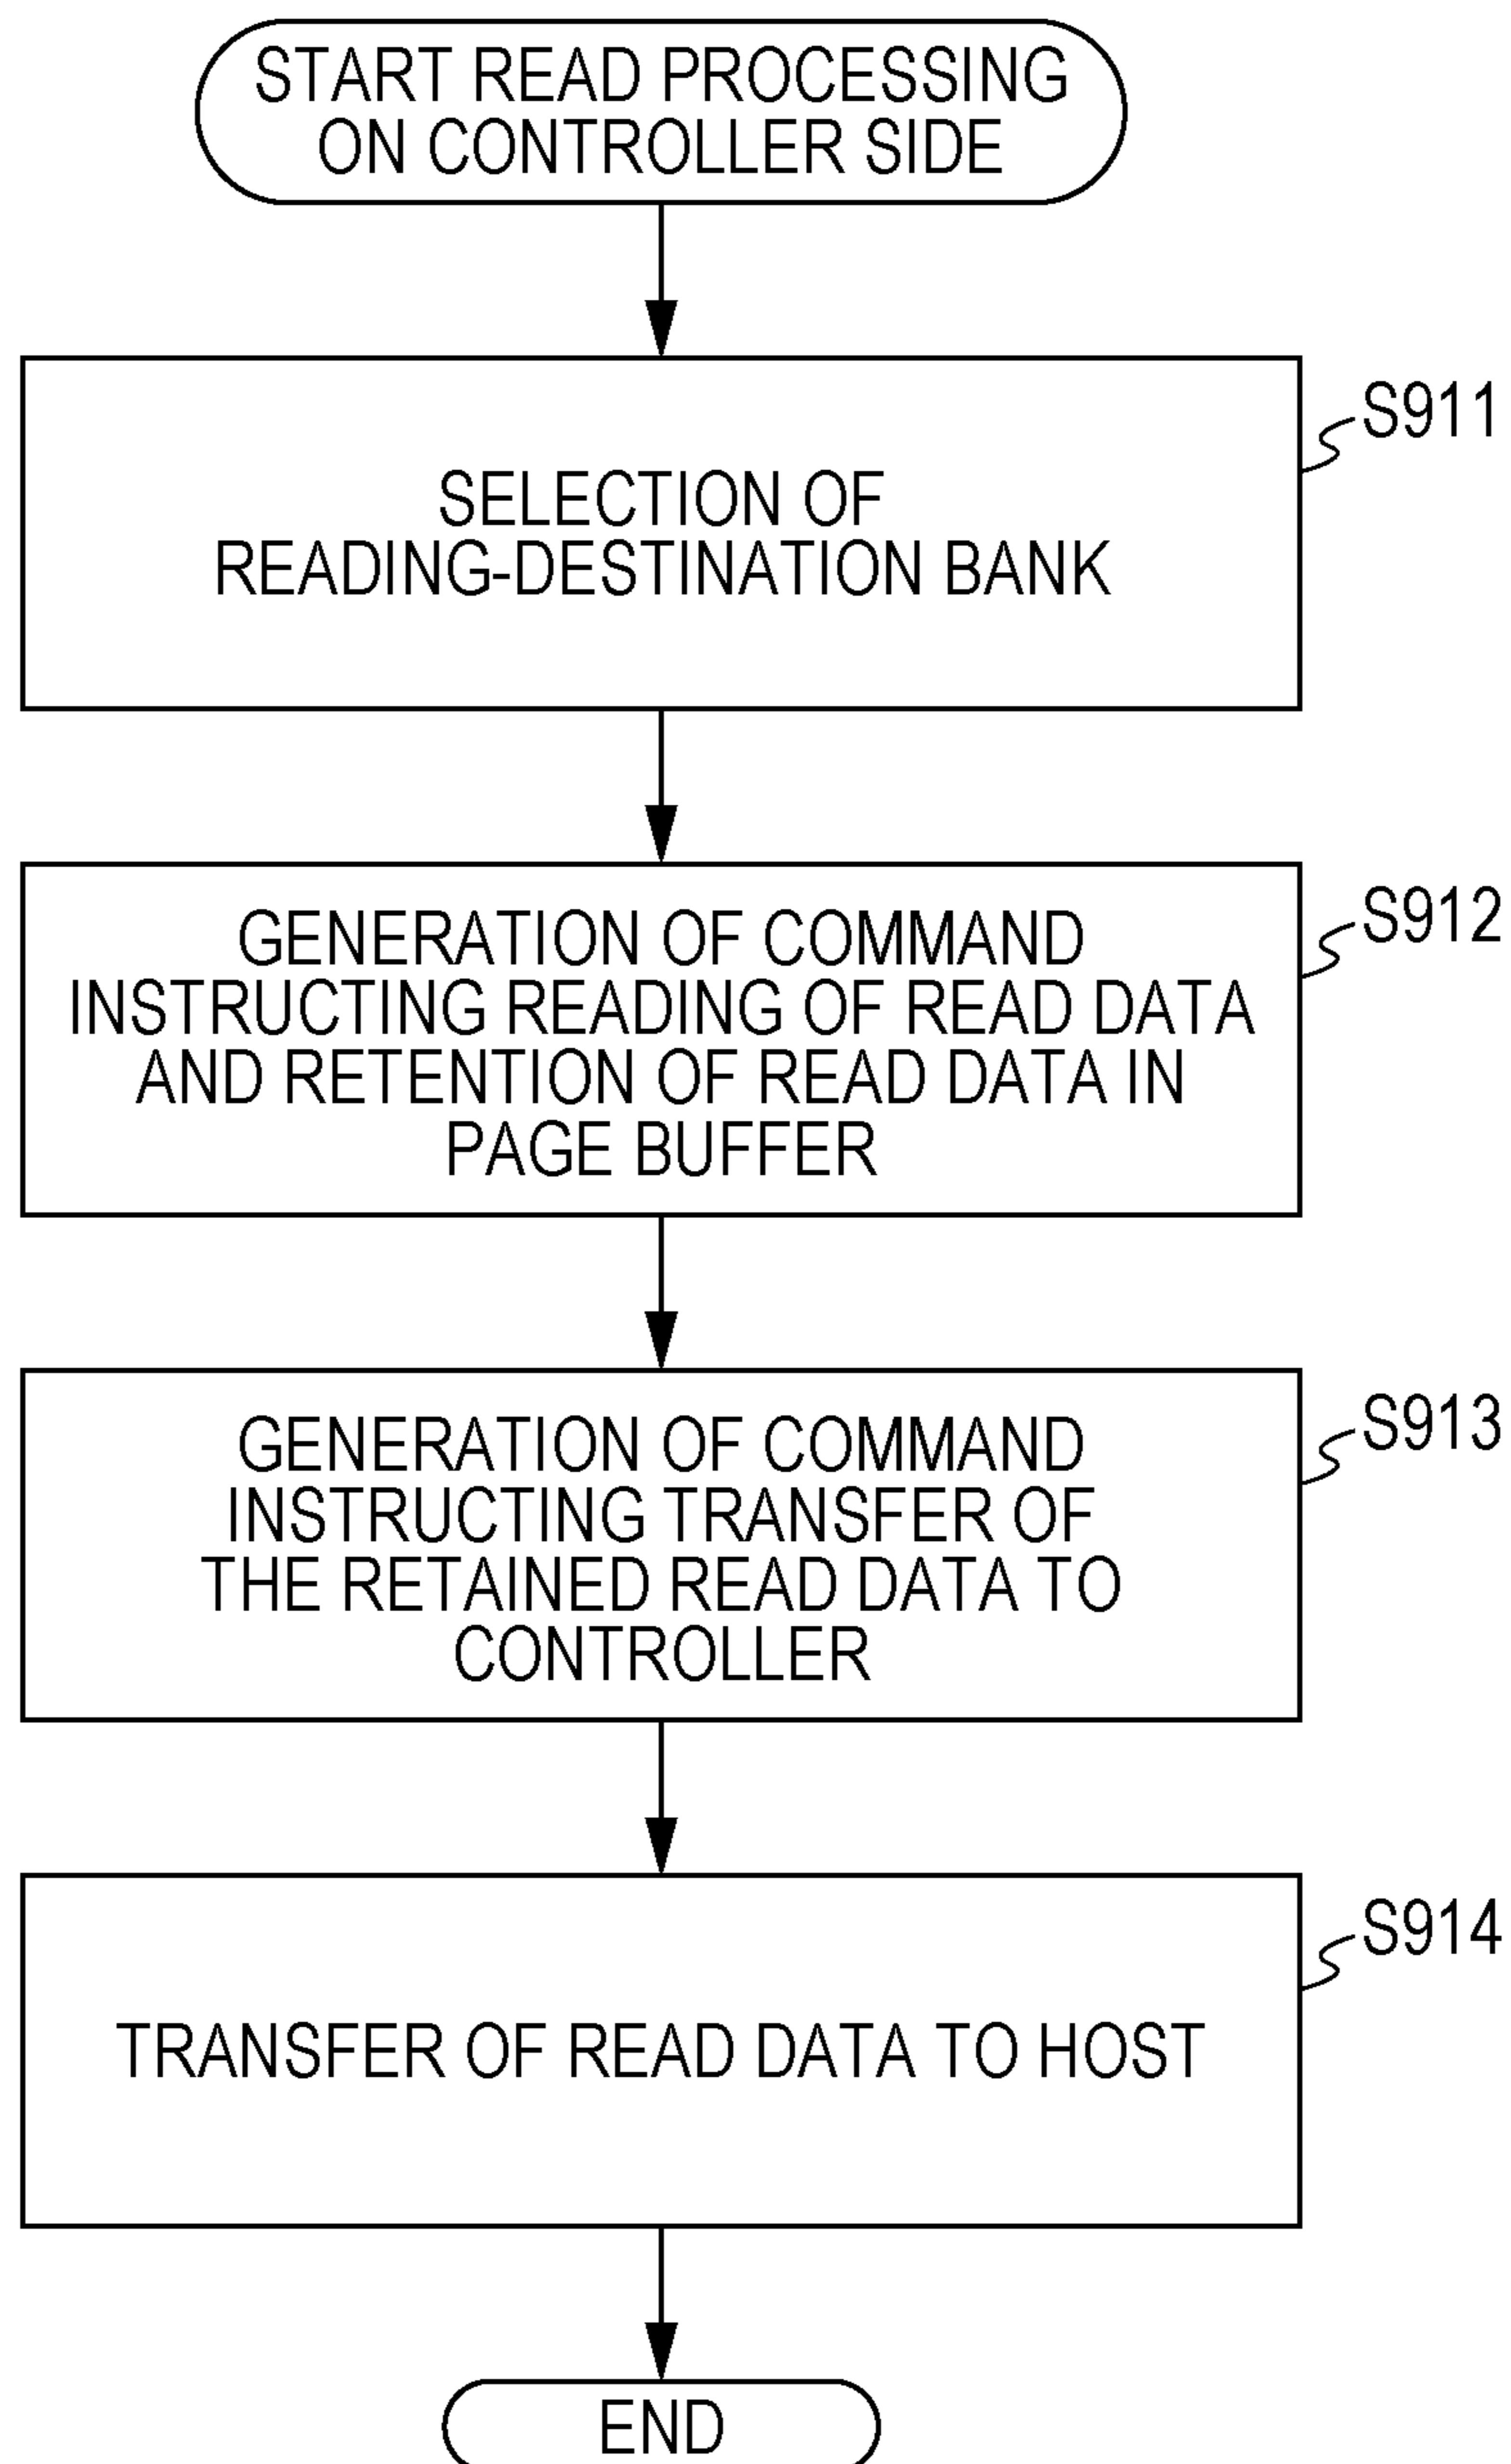 START READ PROCESSING
ON CONTROLLER SIDE
S911
SELECTION OF
READING-DESTINATION BANK
S912
GENERATION OF COMMAND
INSTRUCTING READING OF READ DATA
AND RETENTION OF READ DATA IN
PAGE BUFFER
S913
GENERATION OF COMMAND
INSTRUCTING TRANSFER OF
THE RETAINED READ DATA TO
CONTROLLER
S914
TRANSFER OF READ DATA TO HOST
END